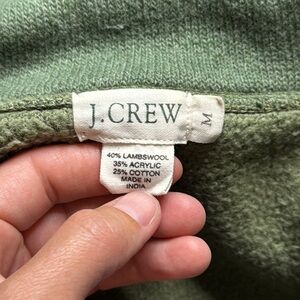 J.CREW
M
40% LAMBSWOOL
35% ACRYLIC
25% COTTON
MADE IN
INDIA